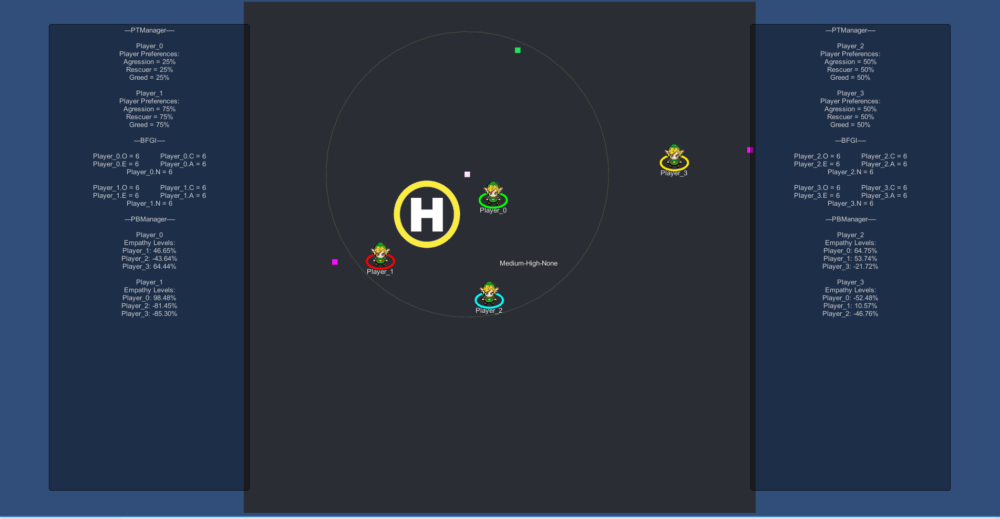 ---PTManager----
Player_0
Player Preferences:
Agression = 25%
Rescuer = 25%
Greed = 25%
Player_1
Player Preferences:
Agression = 75%
Rescuer = 75%
Greed = 75%
---BFGI----
Player_0.O = 6 Player_0.C = 6
Player_0.E = 6 Player_0.A = 6
Player_0.N = 6
Player_1.O = 6 Player_1.C = 6
Player_1.E = 6 Player_1.A = 6
Player_1.N = 6
---PBManager----
Player_0
Empathy Levels:
Player_1: 46.65%
Player_2: -43.64%
Player_3: 64.44%
Player_1
Empathy Levels:
Player_0: 98.48%
Player_2: -81.45%
Player_3: -85.30%
Player_3
H
Player_0
Player_1
Medium-High-None
Player_2
---PTManager----
Player_2
Player Preferences:
Agression = 50%
Rescuer = 50%
Greed = 50%
Player_3
Player Preferences:
Agression = 50%
Rescuer = 50%
Greed = 50%
---BFGI----
Player_2.O = 6 Player_2.C = 6
Player_2.E = 6 Player_2.A = 6
Player_2.N = 6
Player_3.O = 6 Player_3.C = 6
Player_3.E = 6 Player_3.A = 6
Player_3.N = 6
---PBManager----
Player_2
Empathy Levels:
Player_0: 64.75%
Player_1: 53.74%
Player_3: -21.72%
Player_3
Empathy Levels:
Player_0: -52.48%
Player_1: 10.57%
Player_2: -46.76%